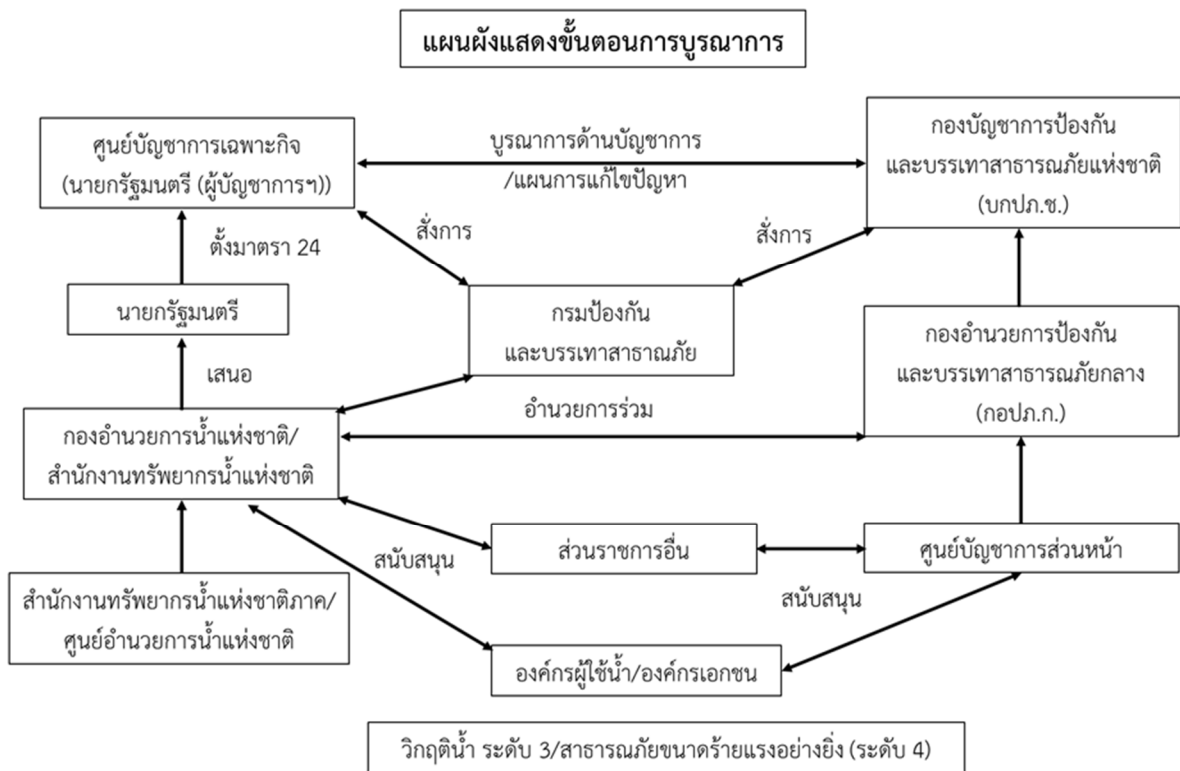 แผนผังแสดงขั้นตอนการบูรณาการ
ศูนย์บัญชาการเฉพาะกิจ
(นายกรัฐมนตรี (ผู้บัญชาการฯ))
บูรณาการด้านบัญชาการ
/แผนการแก้ไขปัญหา
กองบัญชาการป้องกัน
และบรรเทาสาธารณภัยแห่งชาติ
(บกปภ.ช.)
ตั้งมาตรา 24
สั่งการ
สั่งการ
นายกรัฐมนตรี
กรมป้องกัน
และบรรเทาสาธาณภัย
กองอำนวยการป้องกัน
และบรรเทาสาธารณภัยกลาง
(กอปภ.ก.)
เสนอ
อำนวยการร่วม
กองอำนวยการน้ำแห่งชาติ/
สำนักงานทรัพยากรน้ำแห่งชาติ
ส่วนราชการอื่น
ศูนย์บัญชาการส่วนหน้า
สนับสนุน
สนับสนุน
สำนักงานทรัพยากรน้ำแห่งชาติภาค/
ศูนย์อำนวยการน้ำแห่งชาติ
องค์กรผู้ใช้น้ำ/องค์กรเอกชน
วิกฤติน้ำ ระดับ 3/สาธารณภัยขนาดร้ายแรงอย่างยิ่ง (ระดับ 4)